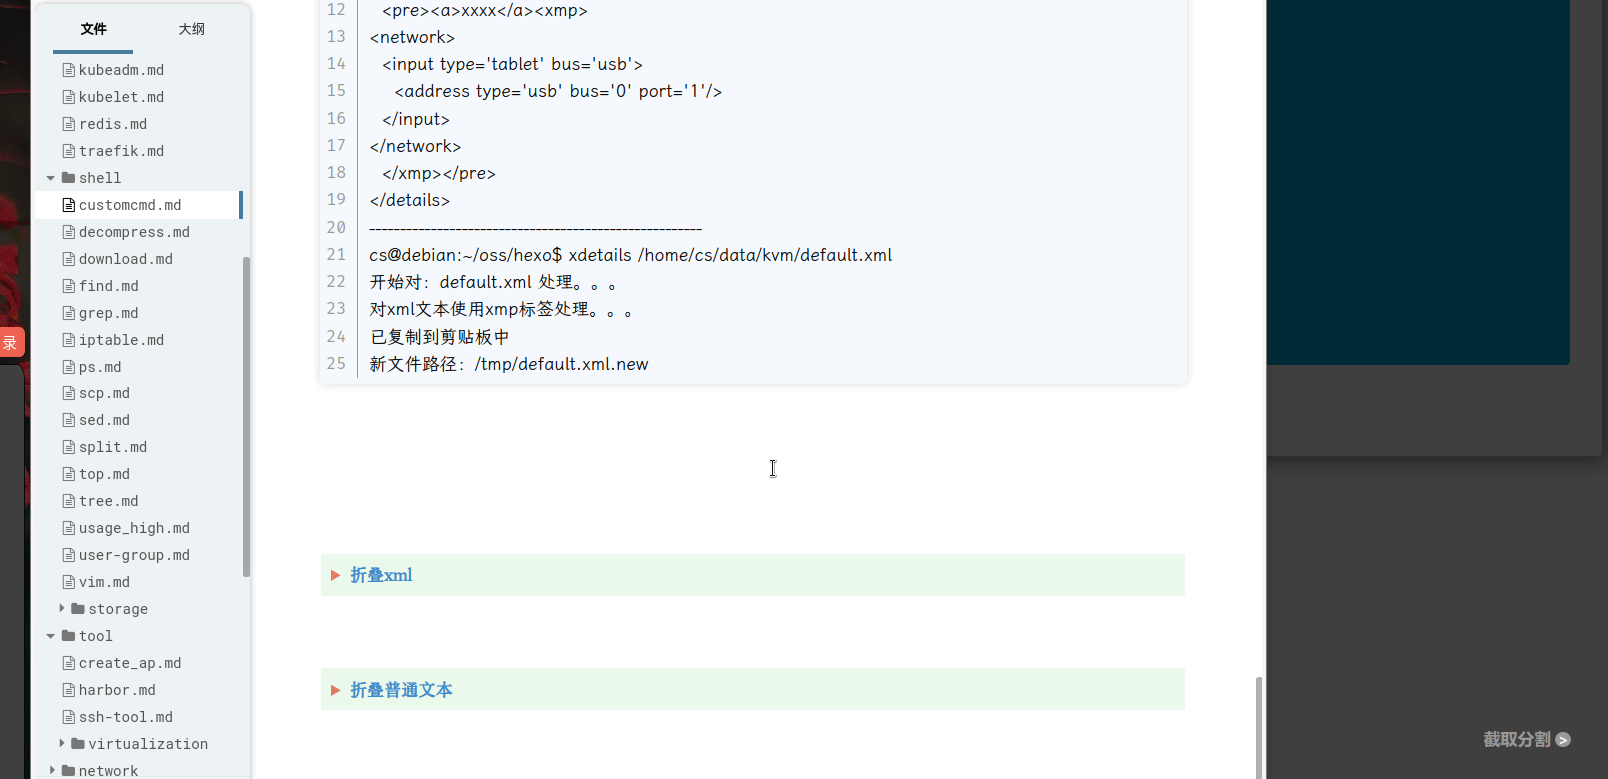 文件 大纲
kubeadm.md
kubelet.md
redis.md
traefik.md
shell
customcmd.md
decompress.md
download.md
find.md
grep.md
iptable.md
ps.md
scp.md
sed.md
split.md
top.md
tree.md
usage_high.md
user-group.md
vim.md
storage
tool
create_ap.md
harbor.md
ssh-tool.md
virtualization
network
录
12 <pre><a>xxxx</a><xmp>
13 <network>
14 <input type='tablet' bus='usb'>
15 <address type='usb' bus='0' port='1'/>
16 </input>
17 </network>
18 </xmp></pre>
19 </details>
20 ------------------------------------------------------
21 cs@debian:~/oss/hexo$ xdetails /home/cs/data/kvm/default.xml
22 开始对：default.xml 处理。。。
23 对xml文本使用xmp标签处理。。。
24 已复制到剪贴板中
25 新文件路径：/tmp/default.xml.new
折叠xml
折叠普通文本
截取分割 >